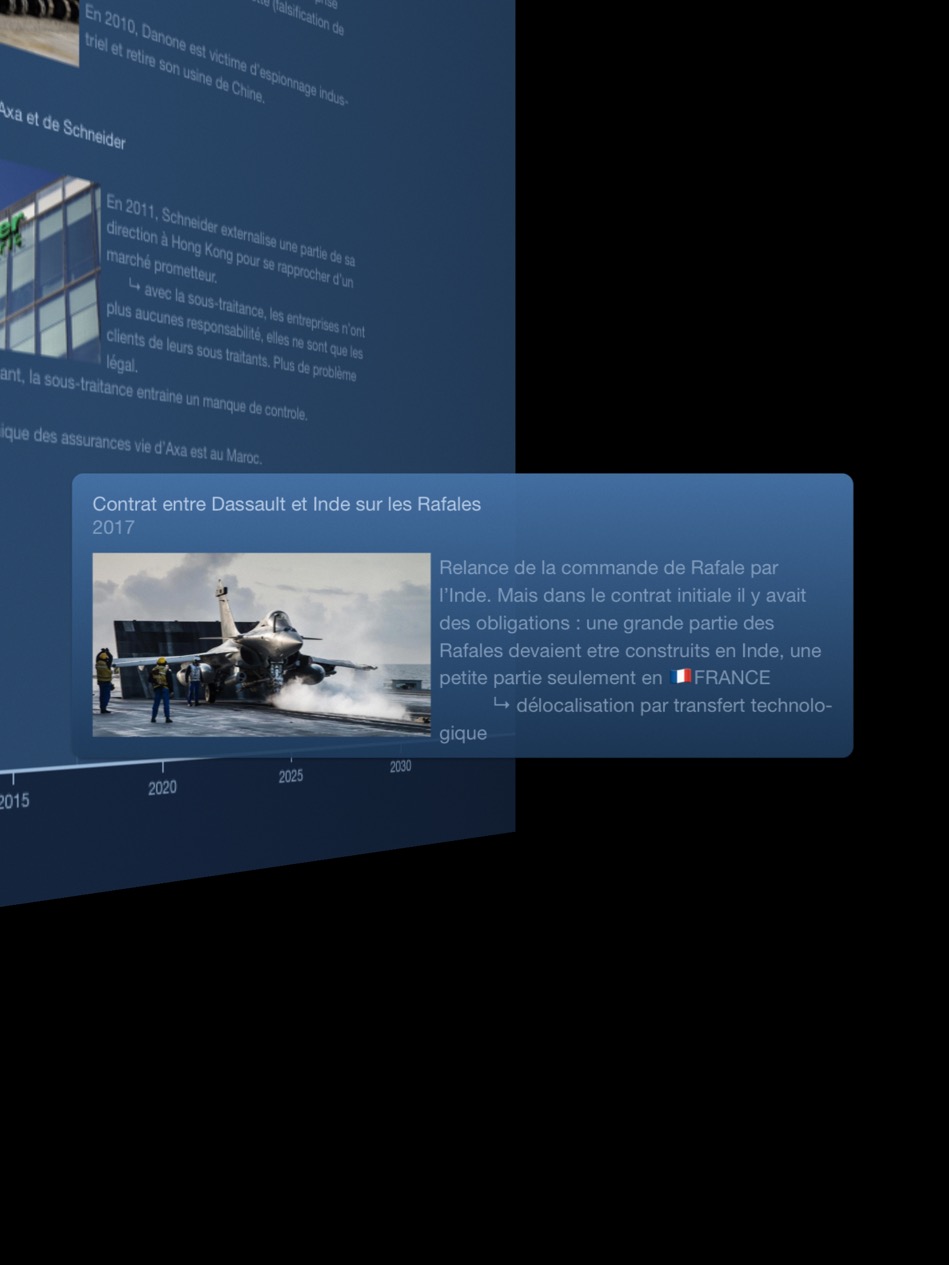 (falsification de
En 2010, Danone est victime d'espionnage indus-
triel et retire son usine de Chine.
Axa et de Schneider
er
En 2011, Schneider externalise une partie de sa
direction à Hong Kong pour se rapprocher d'un
marché prometteur.
↳ avec la sous-traitance, les entreprises n'ont
plus aucunes responsabilité, elles ne sont que les
clients de leurs sous traitants. Plus de problème
légal.
ant, la sous-traitance entraine un manque de controle.
ique des assurances vie d'Axa est au Maroc.
Contrat entre Dassault et Inde sur les Rafales
2017
Relance de la commande de Rafale par
l'Inde. Mais dans le contrat initiale il y avait
des obligations : une grande partie des
Rafales devaient etre construits en Inde, une
petite partie seulement en 🇫🇷FRANCE
↳ délocalisation par transfert technolo-
gique
2015 2020 2025 2030